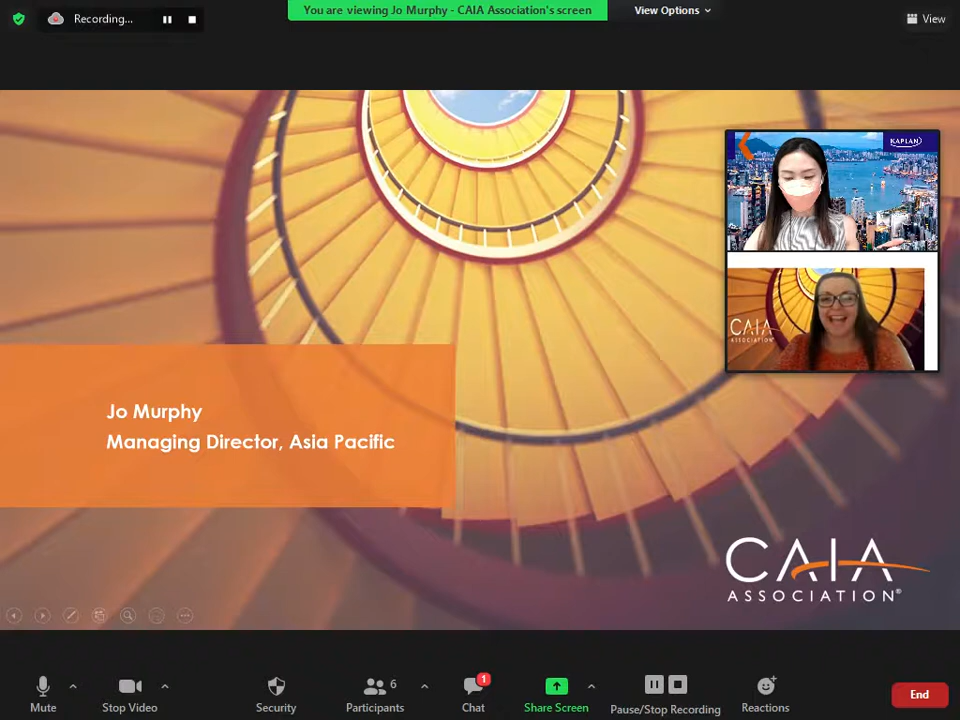 Recording...
You are viewing Jo Murphy - CAIA Association's screen
View Options
View
KAPLAN
CAIA
ASSOCIATION
Jo Murphy
Managing Director, Asia Pacific
CAIA
ASSOCIATION®
Mute
Stop Video
Security
6
Participants
1
Chat
Share Screen
Pause/Stop Recording
Reactions
End